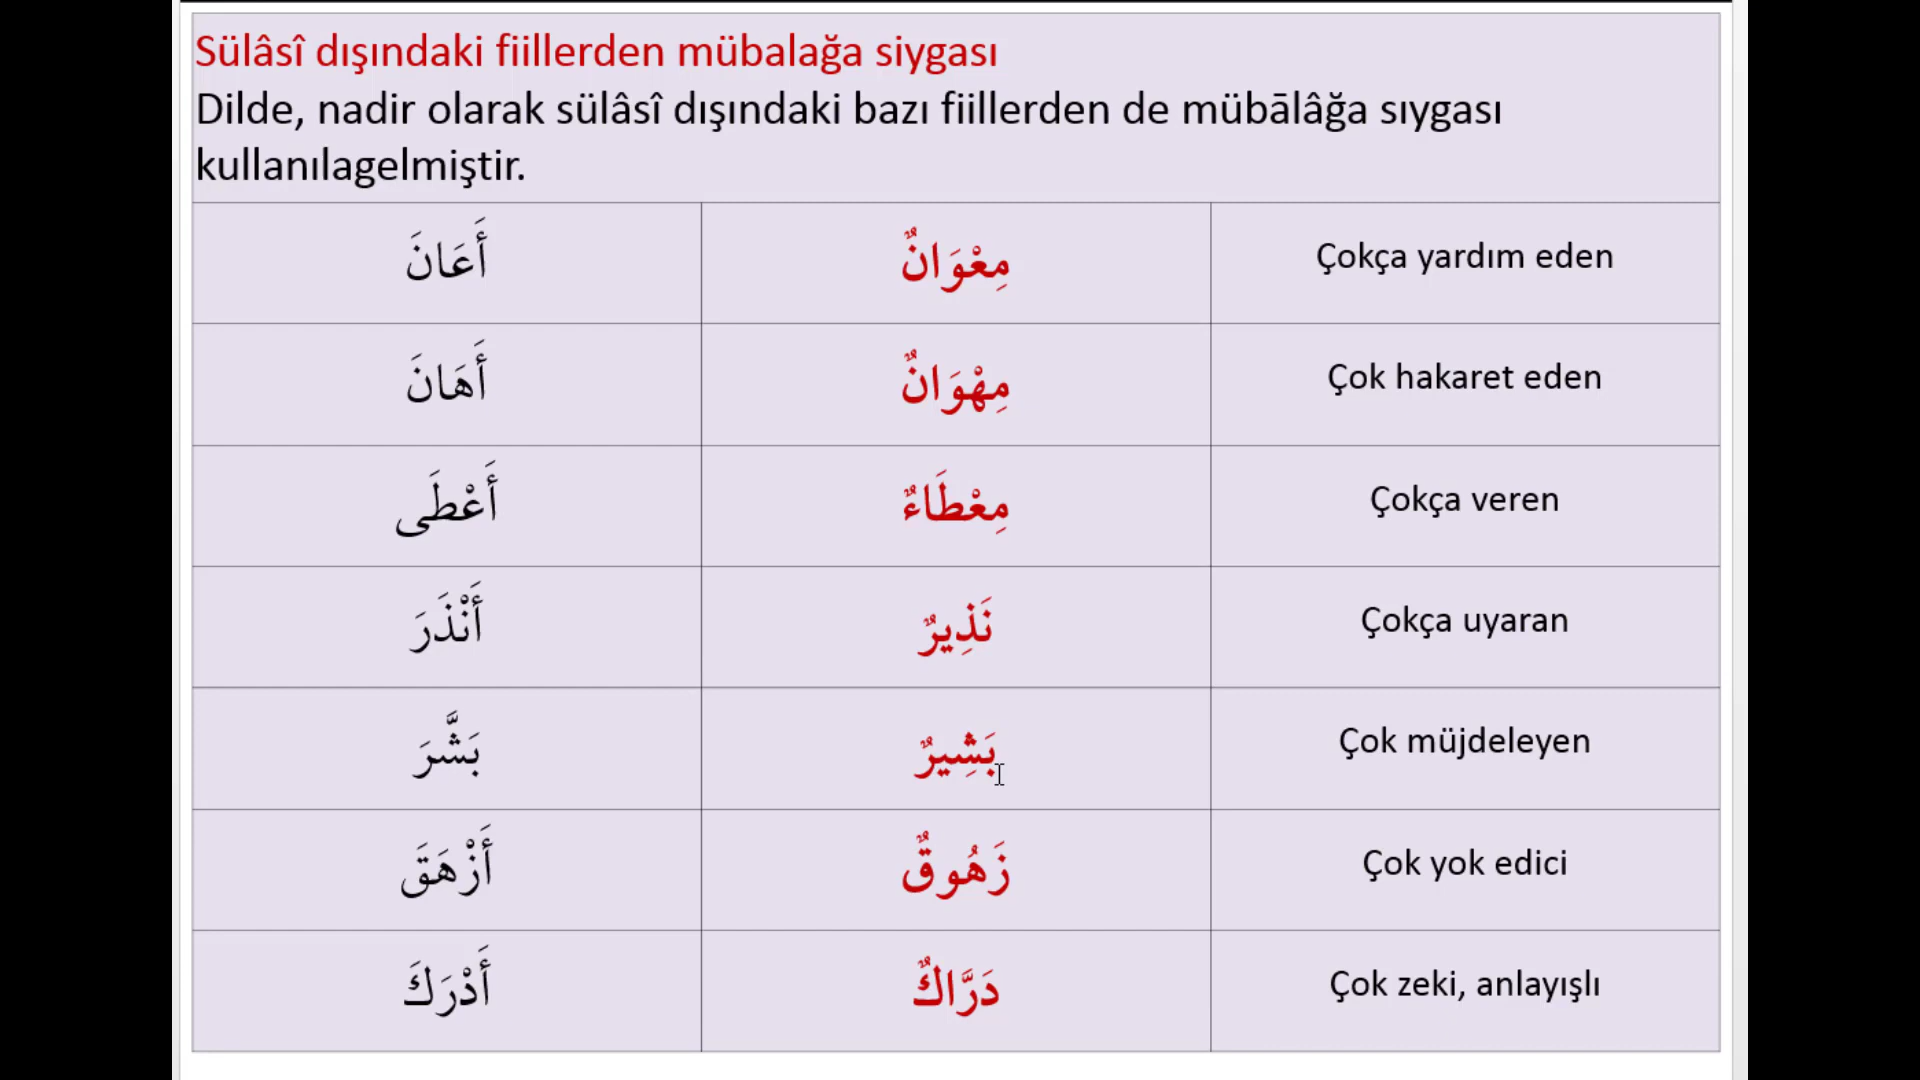 Sülâsî dışındaki fiillerden mübalağa siygası
Dilde, nadir olarak sülâsî dışındaki bazı fiillerden de mübālâğa sıygası
kullanılagelmiştir.
أَعَانَ مِعْوَانٌ Çokça yardım eden
أَهَانَ مِهْوَانٌ Çok hakaret eden
أَعْطَى مِعْطَاءٌ Çokça veren
أَنْذَرَ نَذِيرٌ Çokça uyaran
بَشَّرَ بَشِيرٌ Çok müjdeleyen
أَزْهَقَ زَهُوقٌ Çok yok edici
أَدْرَكَ دَرَّاكٌ Çok zeki, anlayışlı